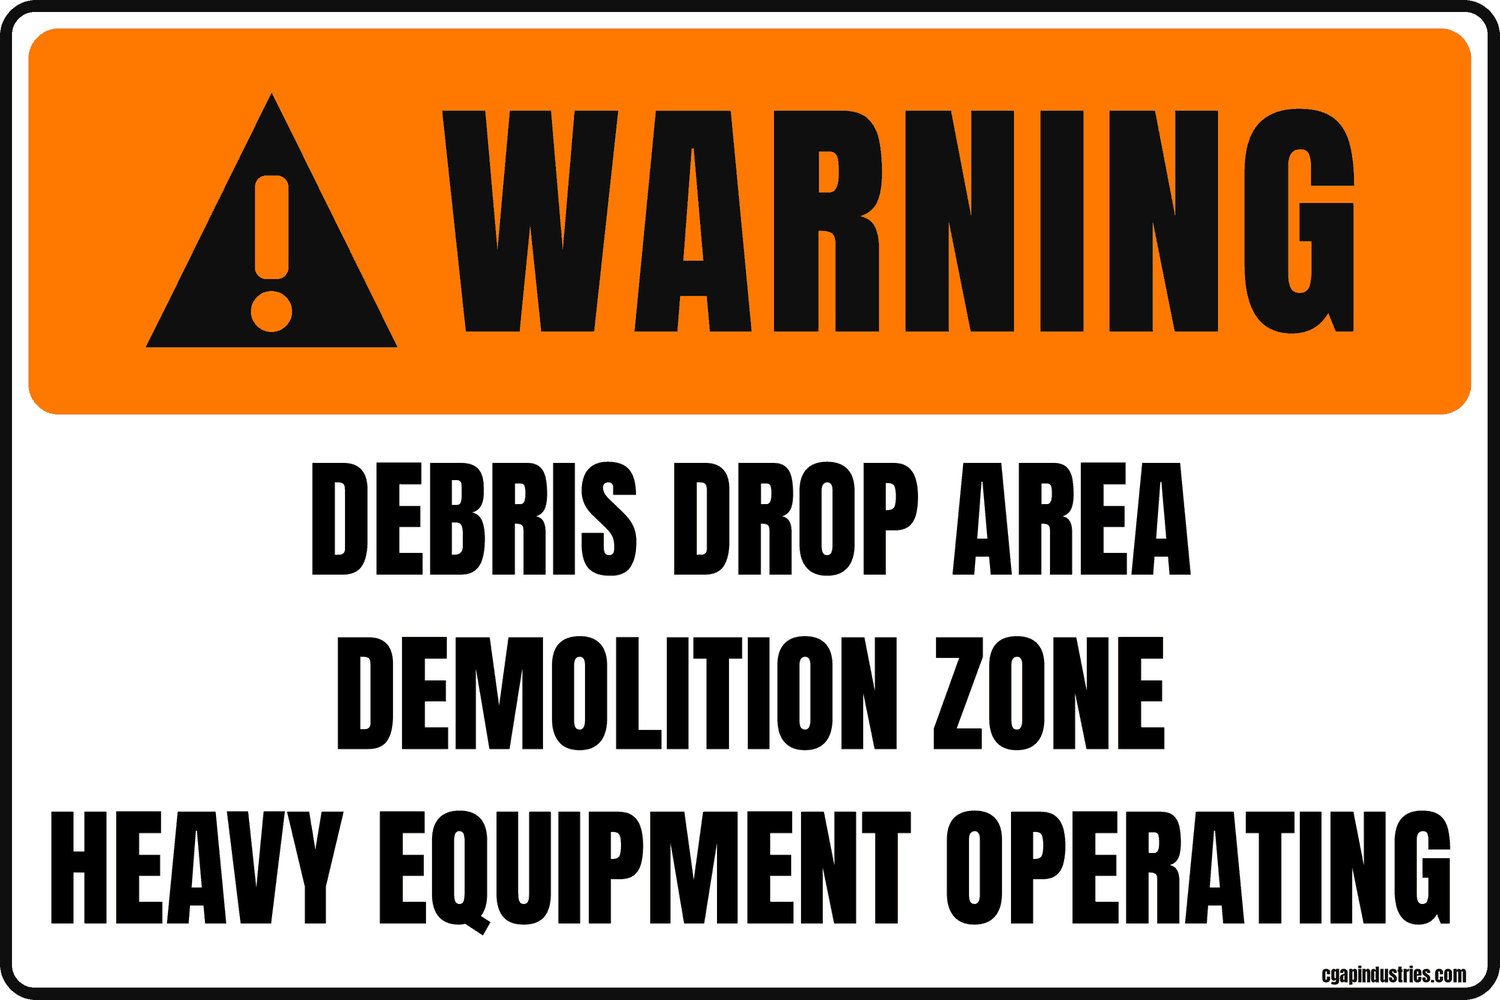 WARNING
DEBRIS DROP AREA
DEMOLITION ZONE
HEAVY EQUIPMENT OPERATING
cgapindustries.com